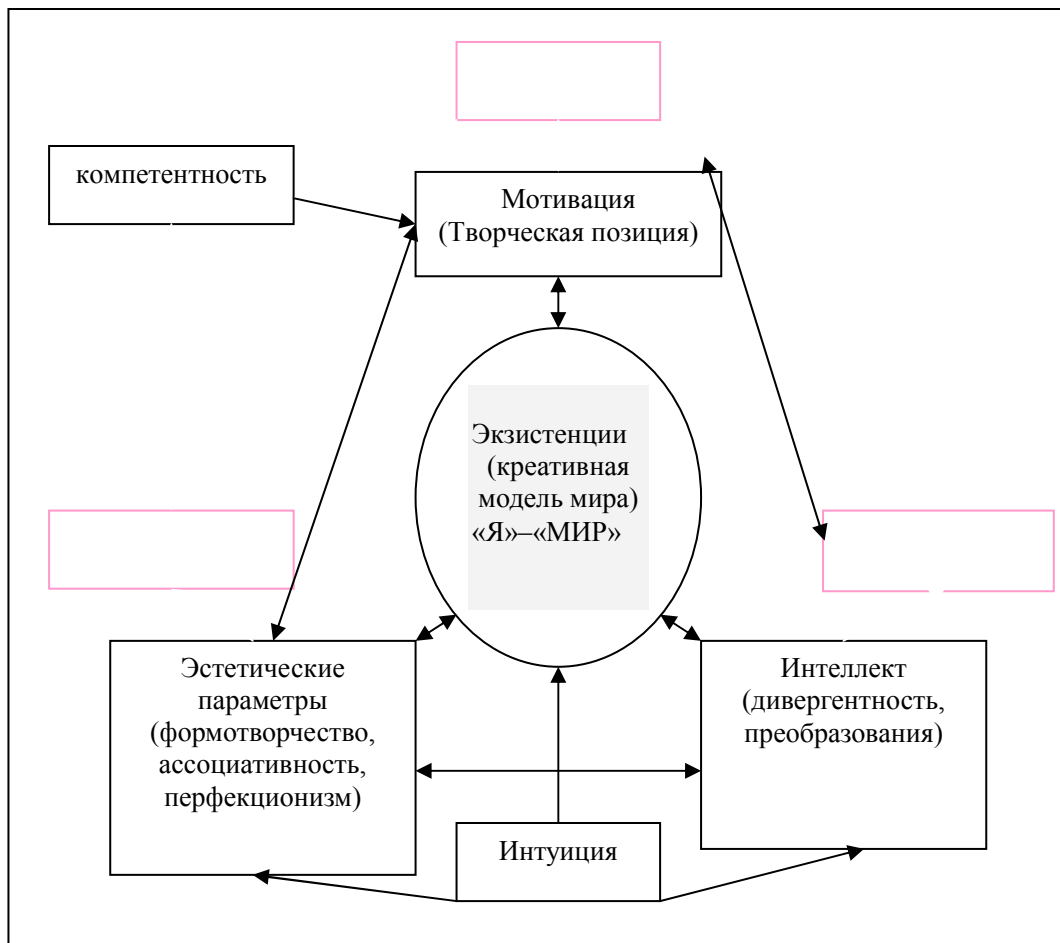 компетентность
Мотивация
(Творческая позиция)
Экзистенции
(креативная
модель мира)
«Я»–«МИР»
Эстетические
параметры
(формотворчество,
ассоциативность,
перфекционизм)
Интеллект
(дивергентность,
преобразования)
Интуиция